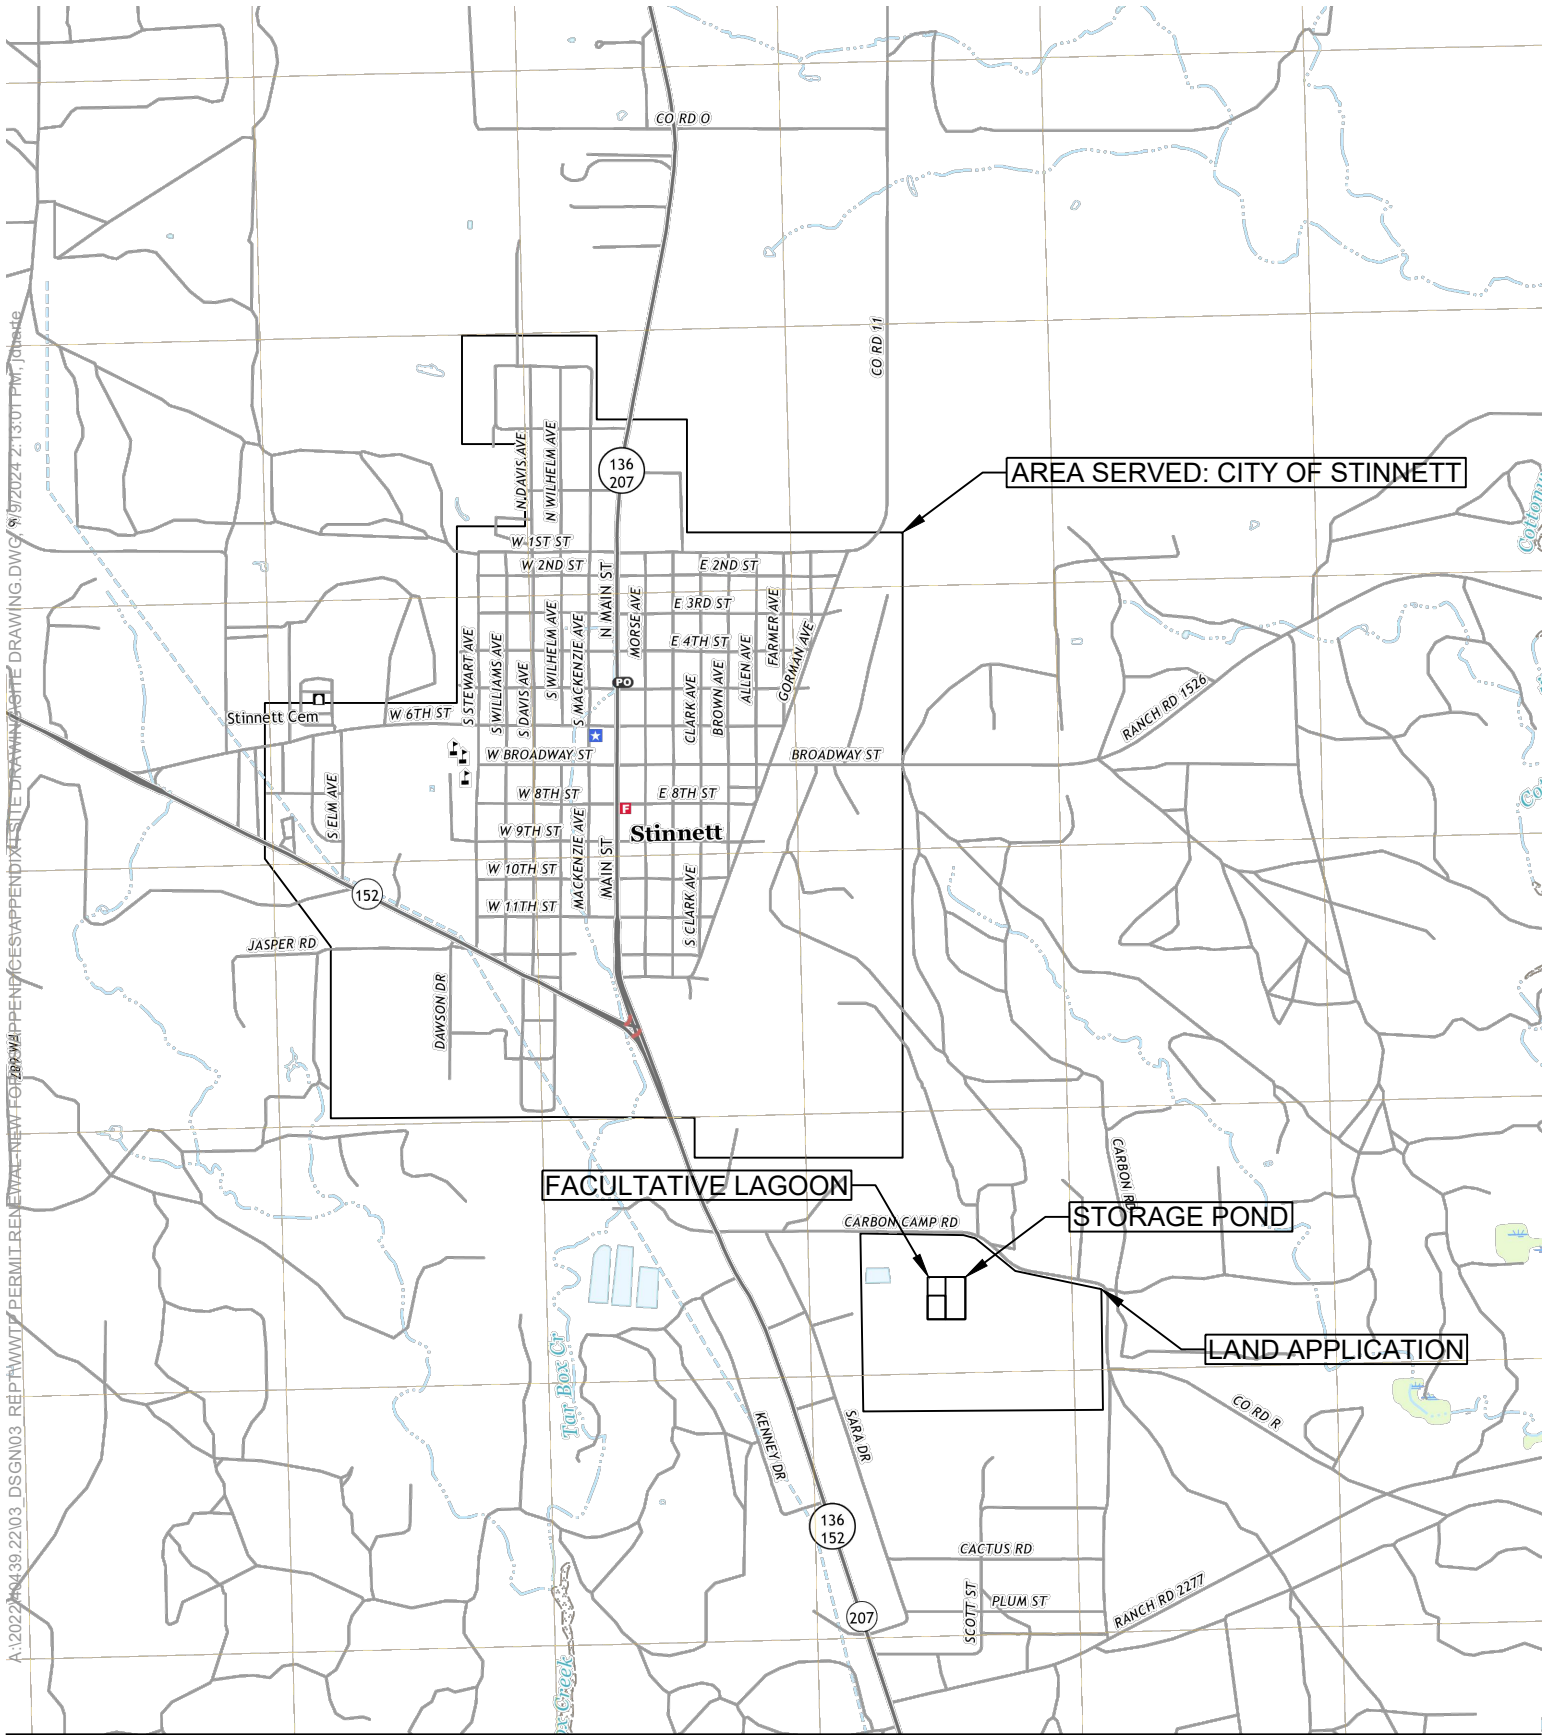 CO RD O
CO RD 11
136
207
AREA SERVED: CITY OF STINNETT
N DAVIS AVE
N WILHELM AVE
W 1ST ST
W 2ND ST
E 2ND ST
N MAIN ST
E 3RD ST
MORSE AVE
E 4TH ST
FARMER AVE
GORMAN AVE
ALLEN AVE
BROWN AVE
CLARK AVE
S STEWART AVE
S WILLIAMS AVE
S DAVIS AVE
S WILHELM AVE
S MACKENZIE AVE
PO
Stinnett Cem
W 6TH ST
RANCH RD 1526
W BROADWAY ST
BROADWAY ST
S ELM AVE
W 8TH ST
E 8TH ST
F
Stinnett
W 9TH ST
MACKENZIE AVE
MAIN ST
W 10TH ST
152
W 11TH ST
S CLARK AVE
JASPER RD
DAWSON DR
CARBON RD
FACULTATIVE LAGOON
STORAGE POND
CARBON CAMP RD
LAND APPLICATION
Tar Box Cr
KENNEY DR
SARA DR
CO RD R
136
152
CACTUS RD
207
SCOTT ST
PLUM ST
RANCH RD 2277
Creek